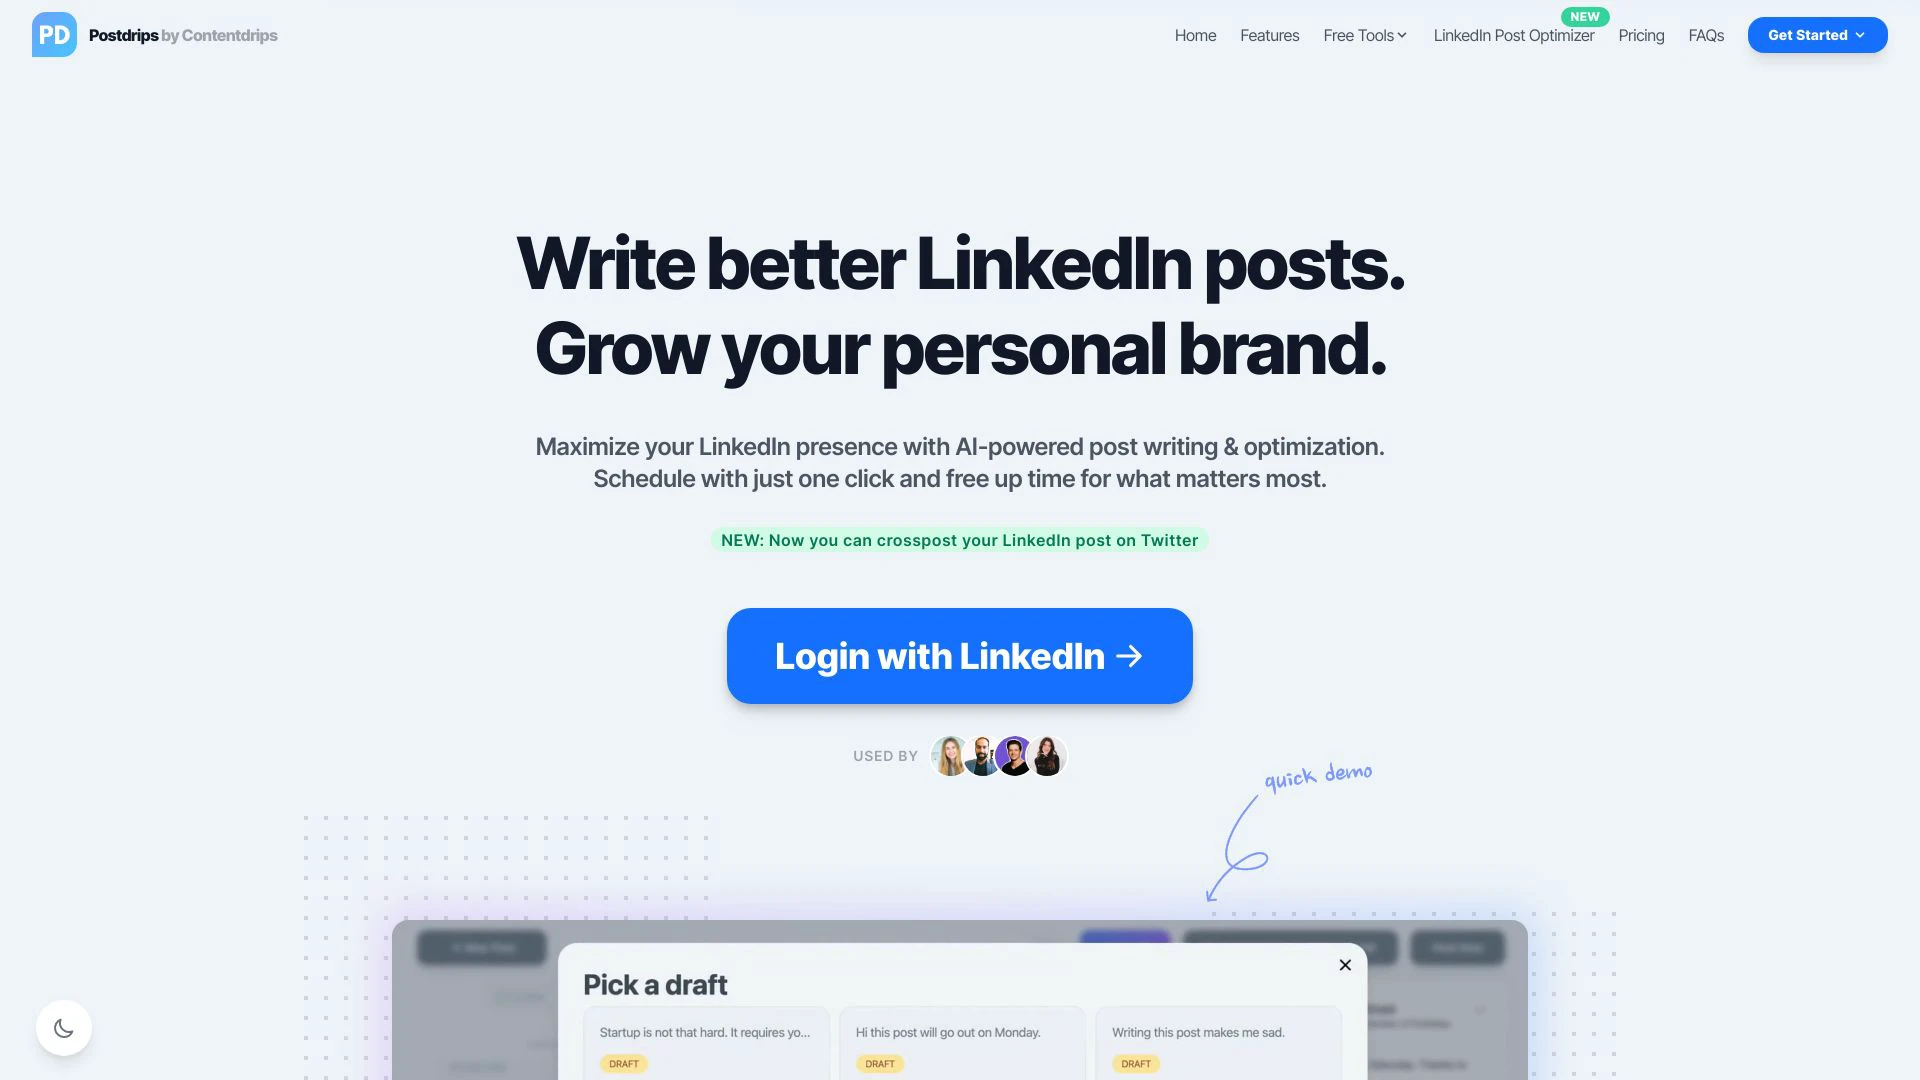 PD Postdrips by Contentdrips
Home Features Free Tools LinkedIn Post Optimizer NEW Pricing FAQs Get Started
Write better LinkedIn posts.
Grow your personal brand.
Maximize your LinkedIn presence with AI-powered post writing & optimization.
Schedule with just one click and free up time for what matters most.
NEW: Now you can crosspost your LinkedIn post on Twitter
Login with LinkedIn →
USED BY
quick demo
Pick a draft
Startup is not that hard. It requires yo... Hi this post will go out on Monday. Writing this post makes me sad.
DRAFT DRAFT DRAFT